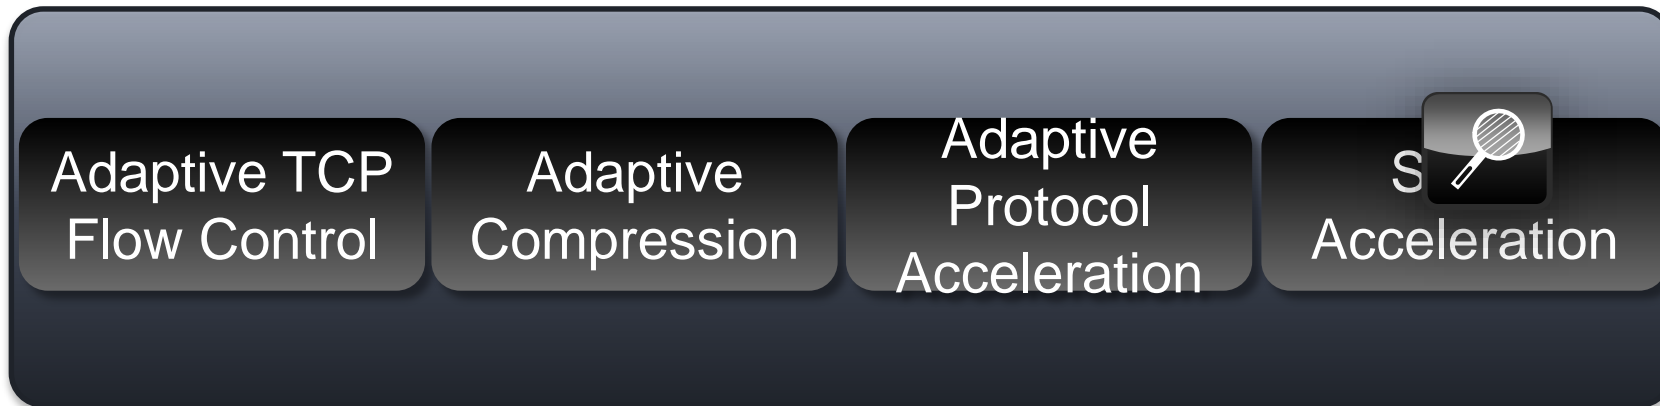 Adaptive TCP
Flow Control
Adaptive
Compression
Adaptive
Protocol
Acceleration
Acceleration